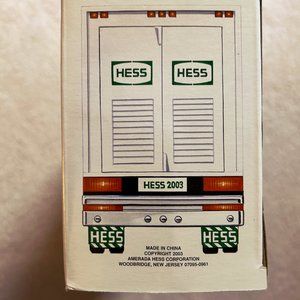 HESS HESS
HESS 2003
HESS HESS
MADE IN CHINA
COPYRIGHT 2003
AMERADA HESS CORPORATION
WOODBRIDGE, NEW JERSEY 07095-0961